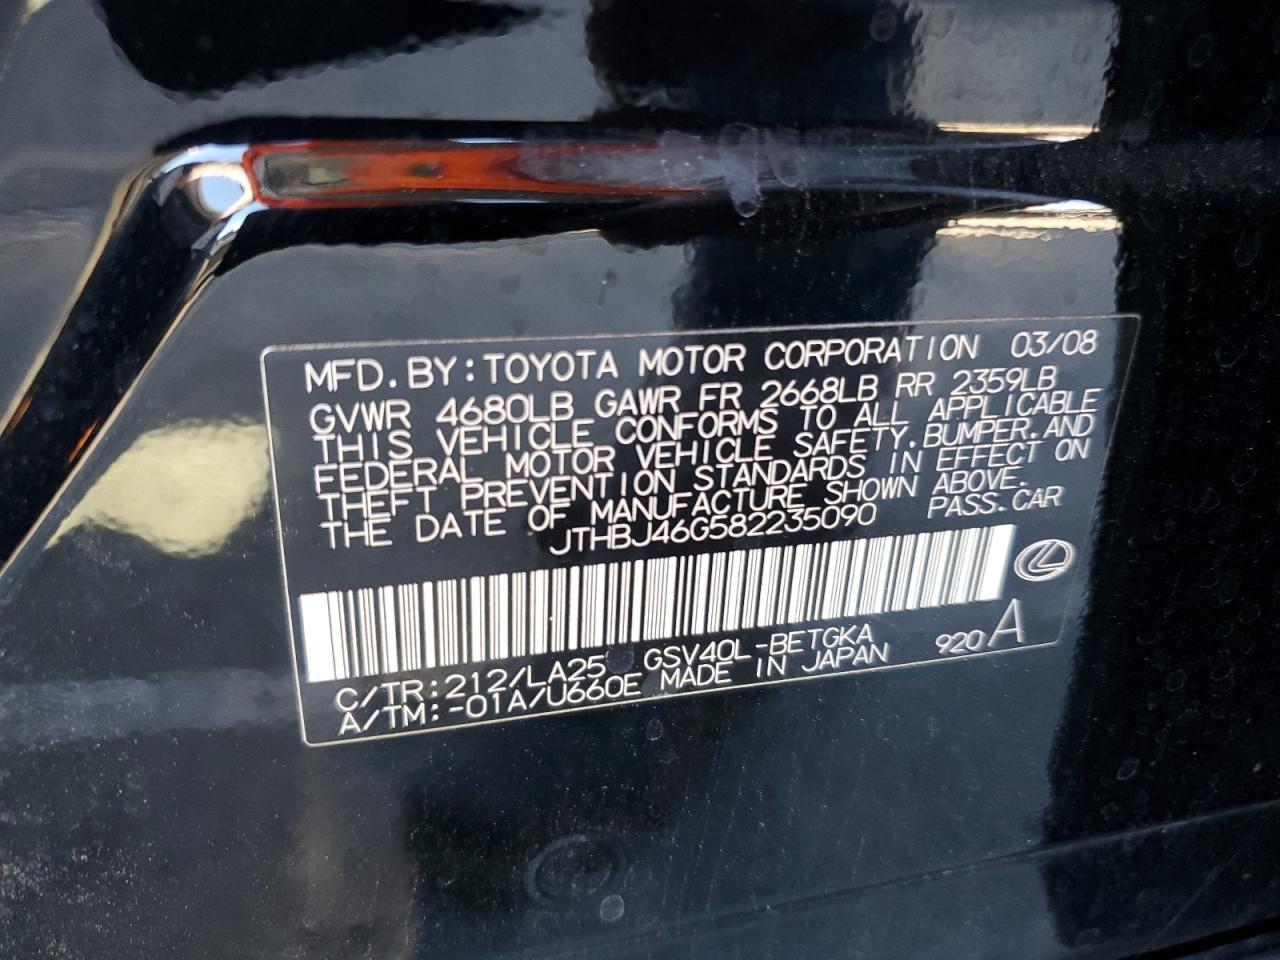 MFD. BY: TOYOTA MOTOR CORPORATION 03/08
GVWR 4680LB GAWR FR 2668LB RR 2359LB
THIS VEHICLE CONFORMS TO ALL APPLICABLE
FEDERAL MOTOR VEHICLE SAFETY, BUMPER, AND
THEFT PREVENTION STANDARDS IN EFFECT ON
THE DATE OF MANUFACTURE SHOWN ABOVE.
JTHBJ46G582235090 PASS. CAR
C/TR: 212/LA25 GSV40L-BETGKA 920 A
A/TM: -01A/U660E MADE IN JAPAN